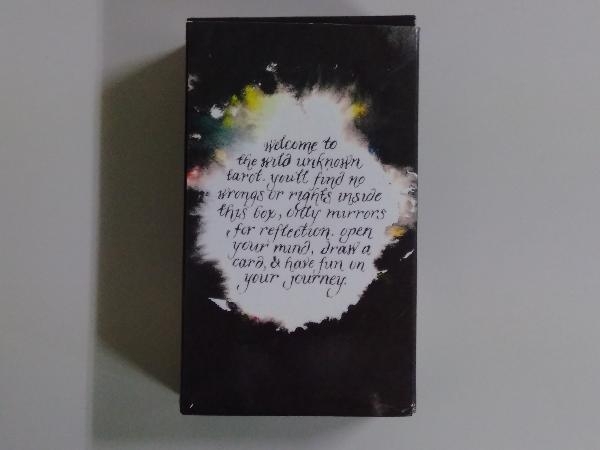 welcome to
the wild unknown
tarot. you'll find no
wrongs or rights inside
this box, only mirrors
for reflection. open
your mind, draw a
card, & have fun on
your journey.